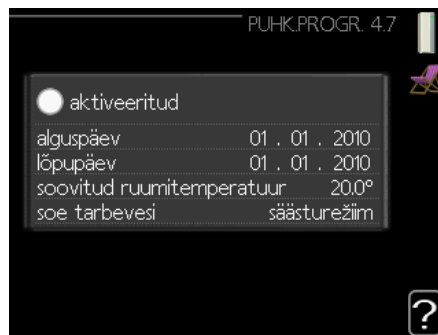 PUHK.PROGR. 4.7
aktiveeritud
alguspäev 01 . 01 . 2010
lõpupäev 01 . 01 . 2010
soovitud ruumitemperatuur 20.0°
soe tarbevesi säästurežiim
?